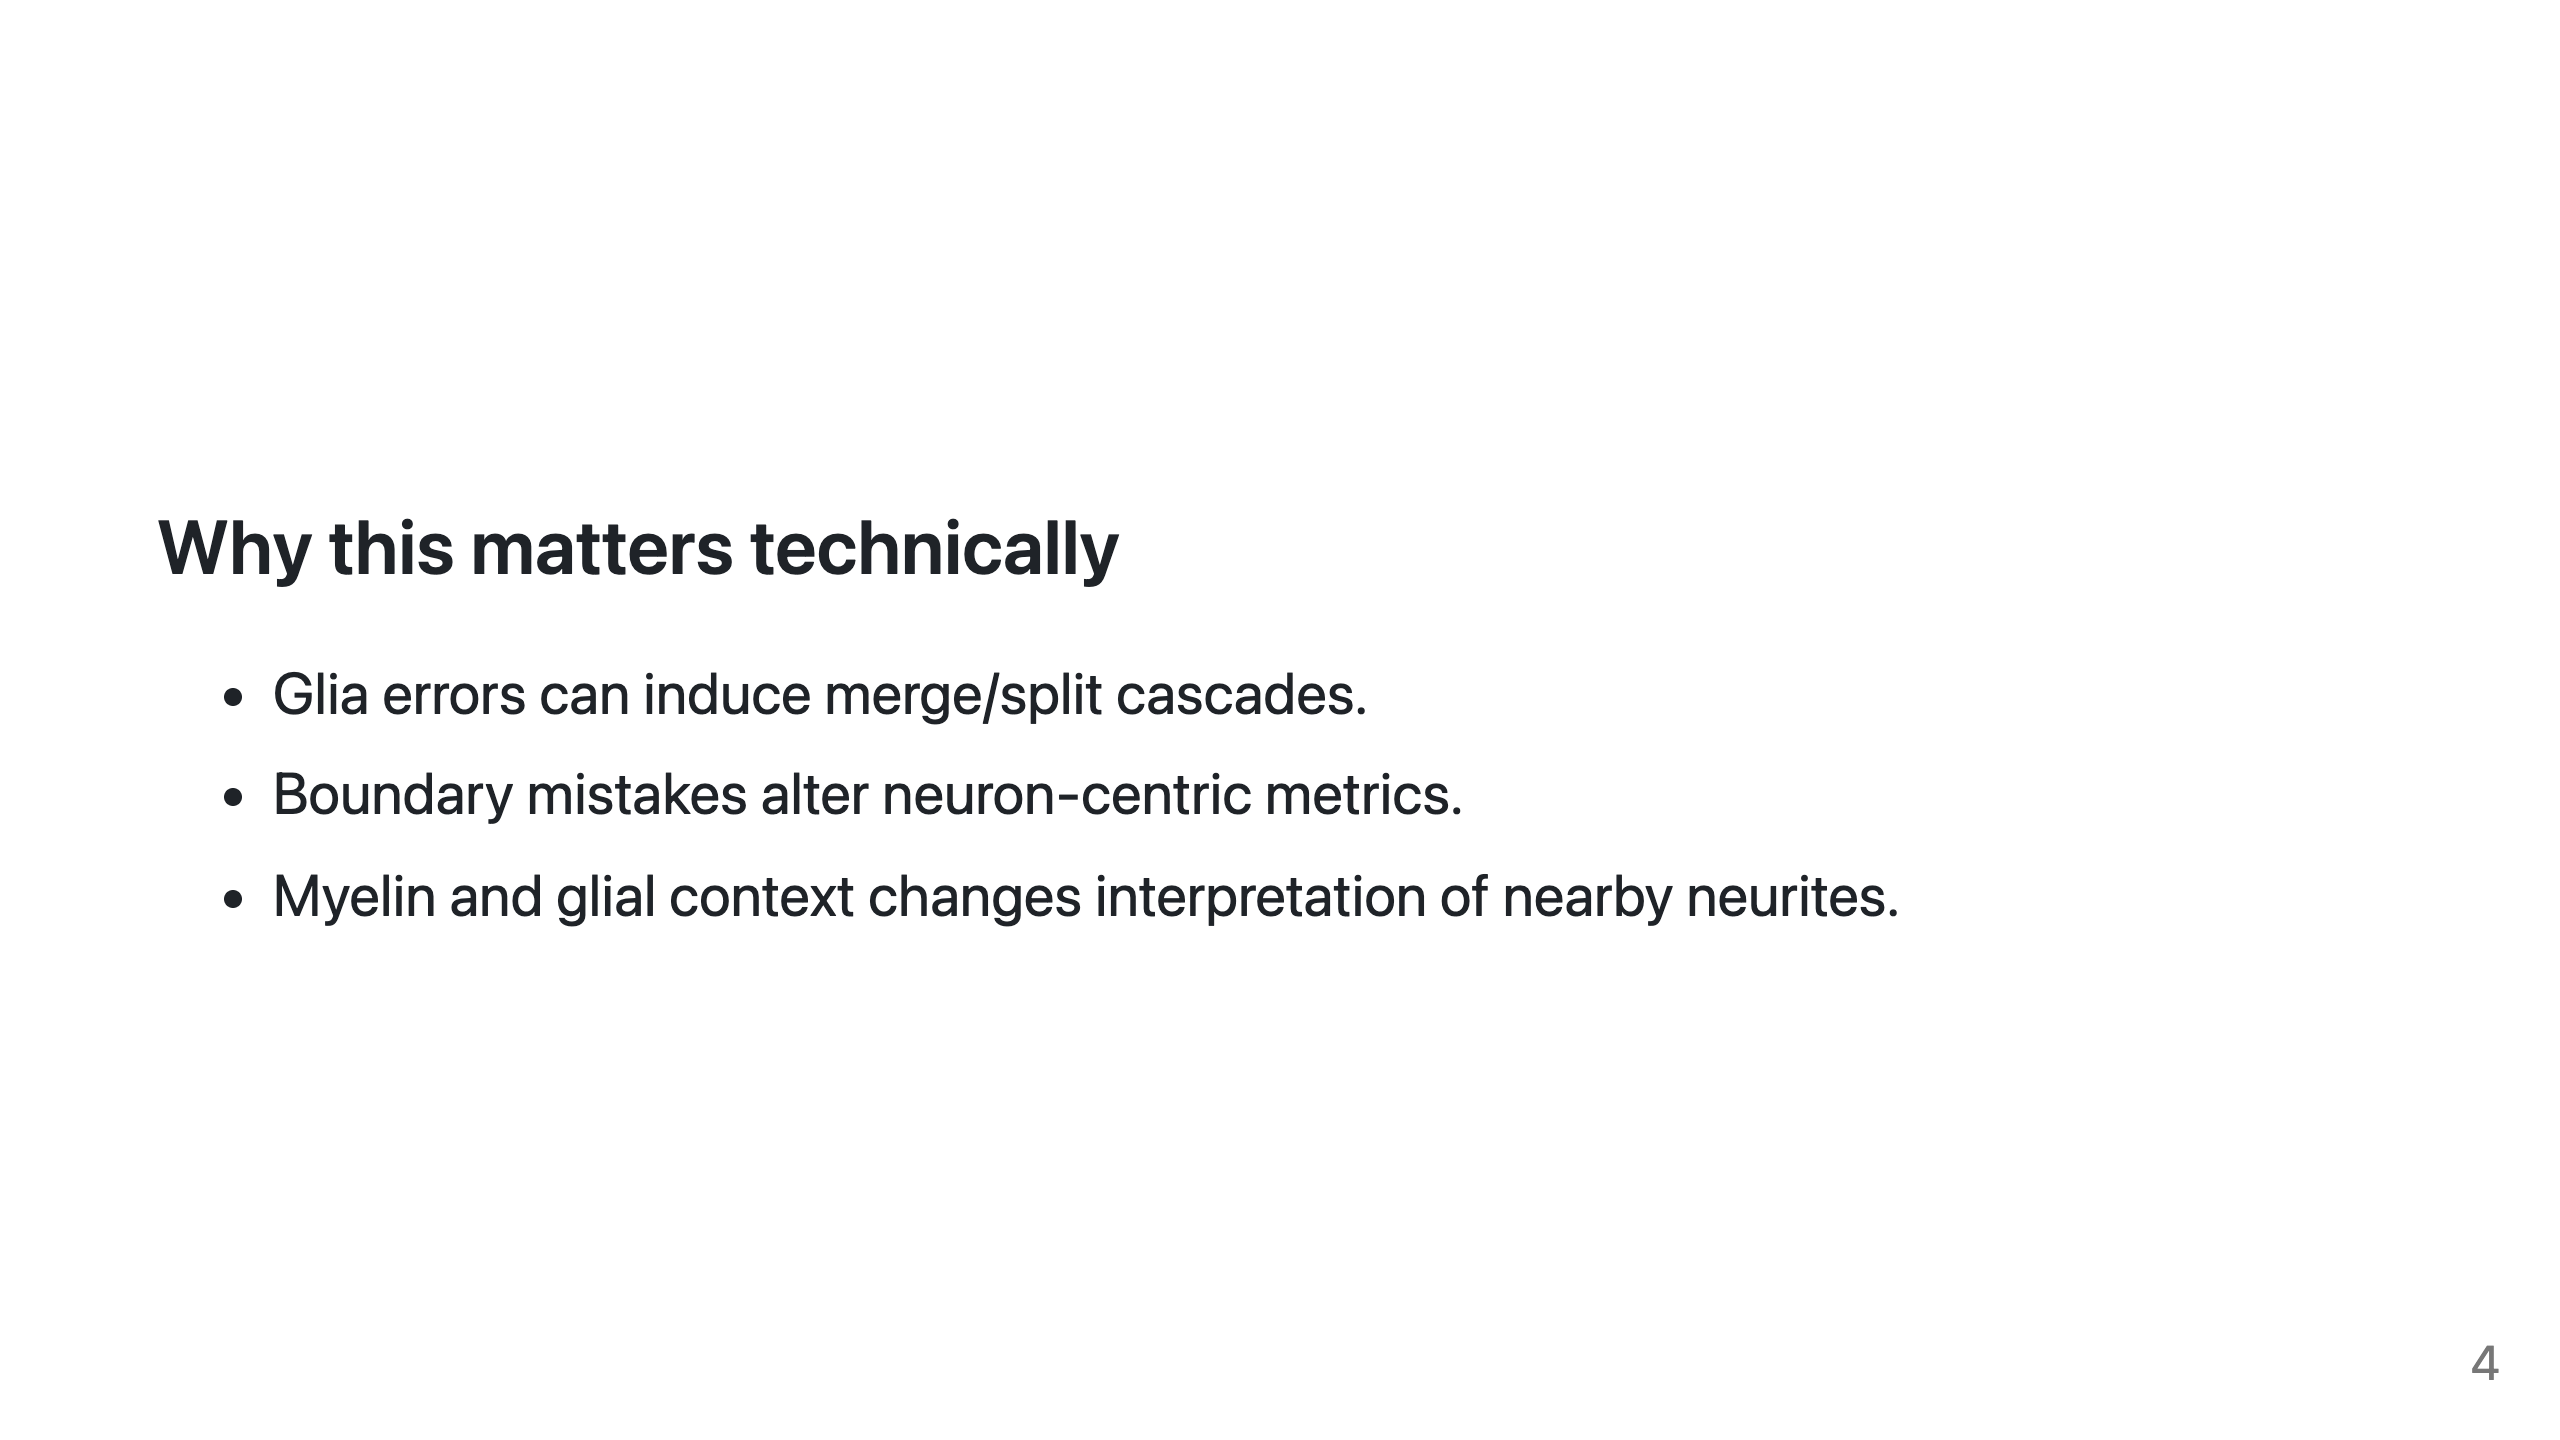 Why this matters technically
• Glia errors can induce merge/split cascades.
• Boundary mistakes alter neuron-centric metrics.
• Myelin and glial context changes interpretation of nearby neurites.
4